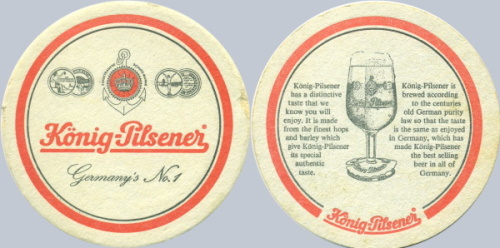 König-Pilsener
Germany's No.1
König-Pilsener
has a distinctive
taste that we
know you will
enjoy. It is made
from the finest hops
and barley which
give König-Pilsener
its special
authentic
taste.
König-Pilsener is
brewed according
to the centuries
old German purity
law so that the taste
is the same as enjoyed
in Germany, which has
made König-Pilsener
the best selling
beer in all of
Germany.
König-Pilsener